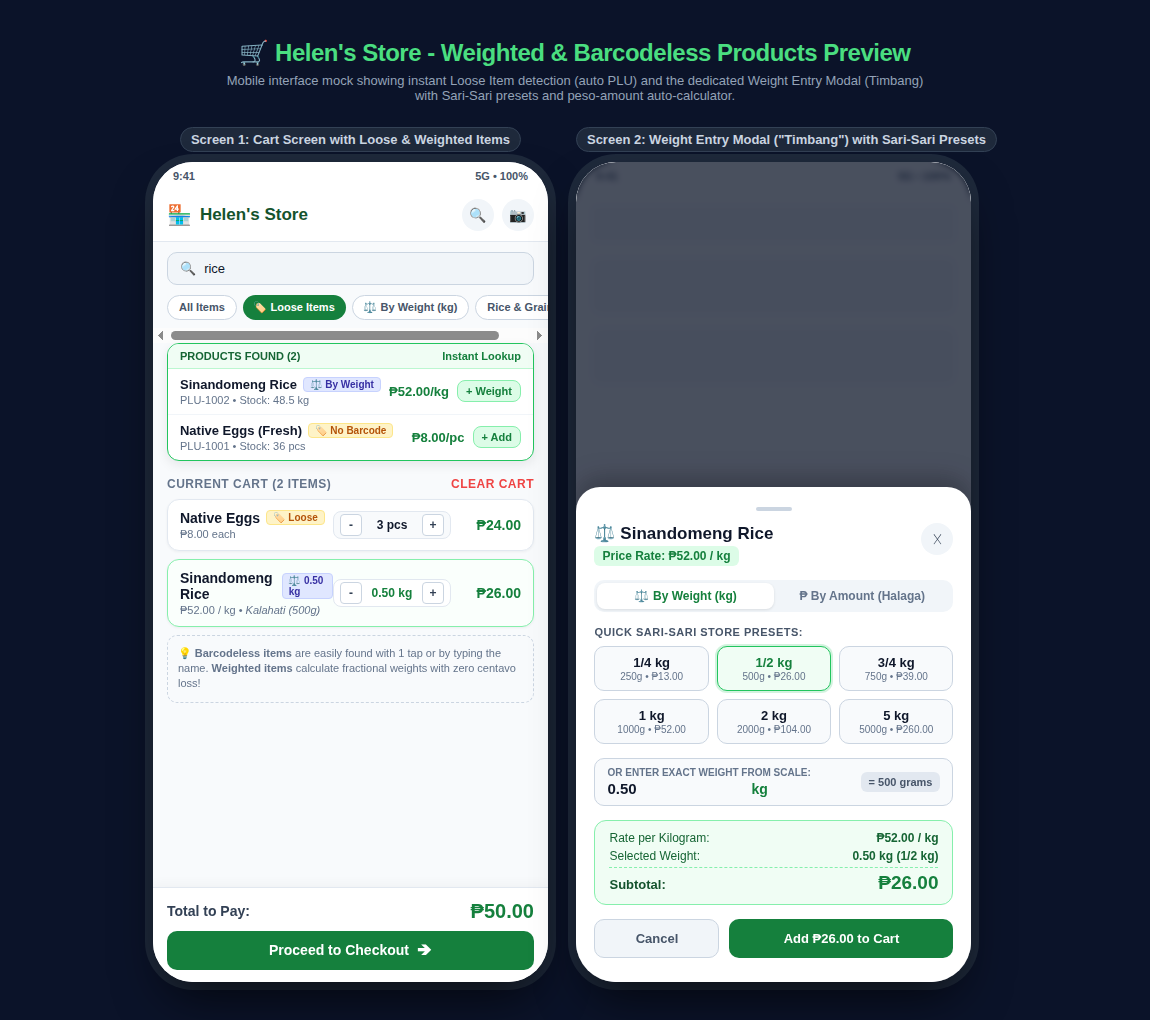 🛒 Helen's Store - Weighted & Barcodeless Products Preview
Mobile interface mock showing instant Loose Item detection (auto PLU) and the dedicated Weight Entry Modal (Timbang)
with Sari-Sari presets and peso-amount auto-calculator.
Screen 1: Cart Screen with Loose & Weighted Items
9:41
5G • 100%
🏪 Helen's Store
🔍 📷
🔍 rice
All Items
🏷️ Loose Items
⚖️ By Weight (kg)
Rice & Grai
PRODUCTS FOUND (2)
Instant Lookup
Sinandomeng Rice ⚖️ By Weight
PLU-1002 • Stock: 48.5 kg
₱52.00/kg
+ Weight
Native Eggs (Fresh) 🏷️ No Barcode
PLU-1001 • Stock: 36 pcs
₱8.00/pc
+ Add
CURRENT CART (2 ITEMS)
CLEAR CART
Native Eggs 🏷️ Loose
₱8.00 each
- 3 pcs +
₱24.00
Sinandomeng
Rice
⚖️ 0.50
kg
₱52.00 / kg • Kalahati (500g)
- 0.50 kg +
₱26.00
💡 Barcodeless items are easily found with 1 tap or by typing the
name. Weighted items calculate fractional weights with zero centavo
loss!
Total to Pay:
₱50.00
Proceed to Checkout ➔
Screen 2: Weight Entry Modal ("Timbang") with Sari-Sari Presets
⚖️ Sinandomeng Rice
Price Rate: ₱52.00 / kg
X
⚖️ By Weight (kg)
₱ By Amount (Halaga)
QUICK SARI-SARI STORE PRESETS:
1/4 kg
250g • ₱13.00
1/2 kg
500g • ₱26.00
3/4 kg
750g • ₱39.00
1 kg
1000g • ₱52.00
2 kg
2000g • ₱104.00
5 kg
5000g • ₱260.00
OR ENTER EXACT WEIGHT FROM SCALE:
0.50
kg
= 500 grams
Rate per Kilogram:
₱52.00 / kg
Selected Weight:
0.50 kg (1/2 kg)
Subtotal:
₱26.00
Cancel
Add ₱26.00 to Cart